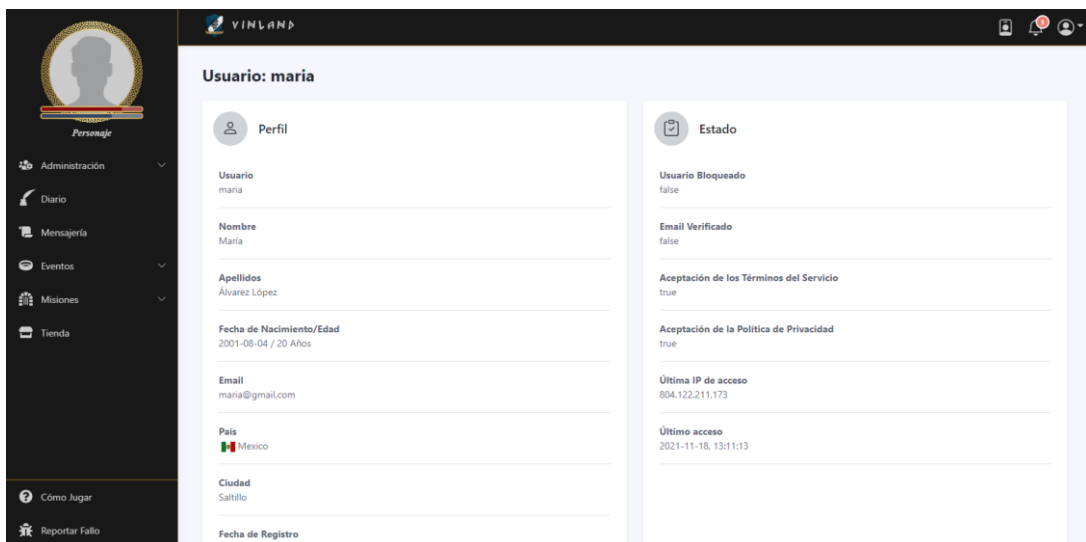 VINLAND
Personaje
Administración
Diario
Mensajería
Eventos
Misiones
Tienda
Cómo Jugar
Reportar Fallo
Usuario: maria
Perfil
Usuario
maria
Nombre
María
Apellidos
Álvarez López
Fecha de Nacimiento/Edad
2001-08-04 / 20 Años
Email
maria@gmail.com
País
Mexico
Ciudad
Saltillo
Fecha de Registro
Estado
Usuario Bloqueado
false
Email Verificado
false
Aceptación de los Términos del Servicio
true
Aceptación de la Política de Privacidad
true
Última IP de acceso
804.122.211.173
Último acceso
2021-11-18, 13:11:13